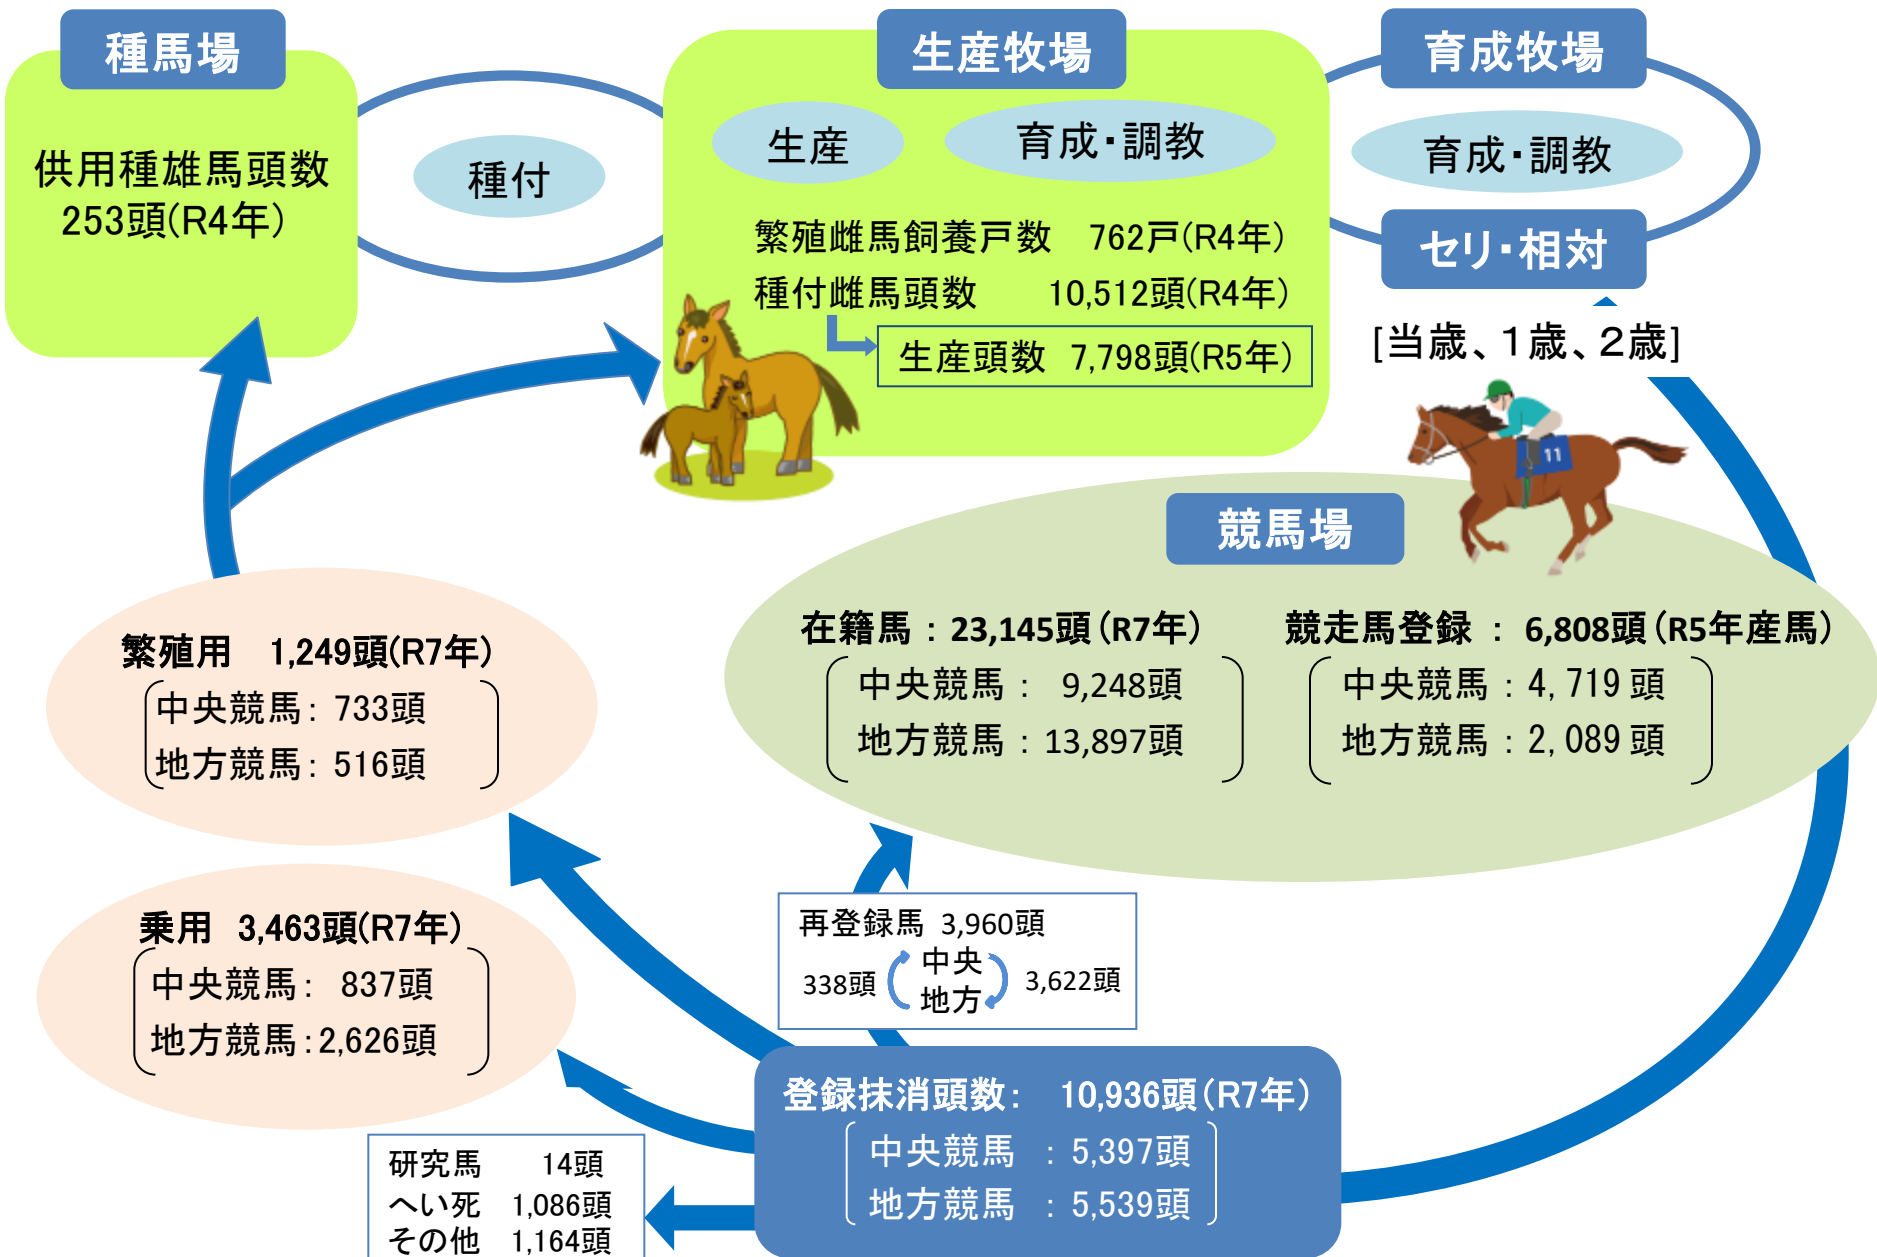 種馬場
供用種雄馬頭数
253頭(R4年)
種付
生産牧場
生産
育成・調教
繁殖雌馬飼養戸数　762戸(R4年)
種付雌馬頭数　　10,512頭(R4年)
生産頭数　7,798頭(R5年)
育成牧場
育成・調教
セリ・相対
[当歳、1歳、2歳]
11
競馬場
在籍馬：23,145頭(R7年)
中央競馬：　9,248頭
地方競馬：13,897頭
競走馬登録：6,808頭(R5年産馬)
中央競馬：4,719頭
地方競馬：2,089頭
繁殖用　1,249頭(R7年)
中央競馬：733頭
地方競馬：516頭
乗用　3,463頭(R7年)
中央競馬：　837頭
地方競馬：2,626頭
再登録馬　3,960頭
338頭　中央　3,622頭
地方
登録抹消頭数：　10,936頭(R7年)
中央競馬　：5,397頭
地方競馬　：5,539頭
研究馬　　14頭
へい死　1,086頭
その他　1,164頭